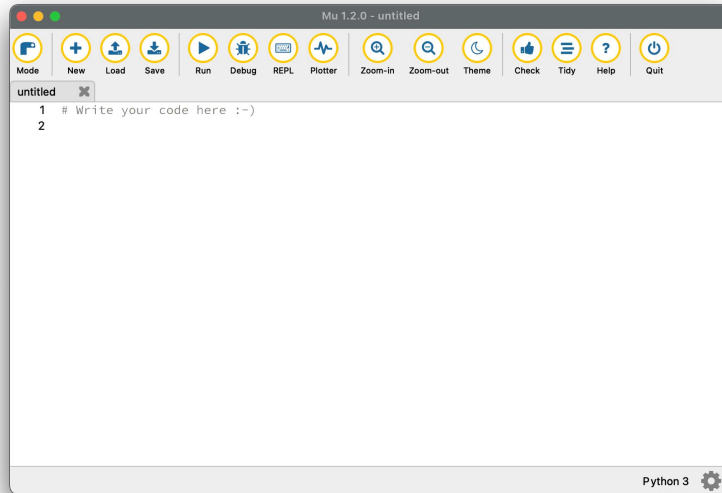 Mu 1.2.0 - untitled
Mode New Load Save Run Debug REPL Plotter Zoom-in Zoom-out Theme Check Tidy Help Quit
untitled
1 # Write your code here :-)
2
Python 3